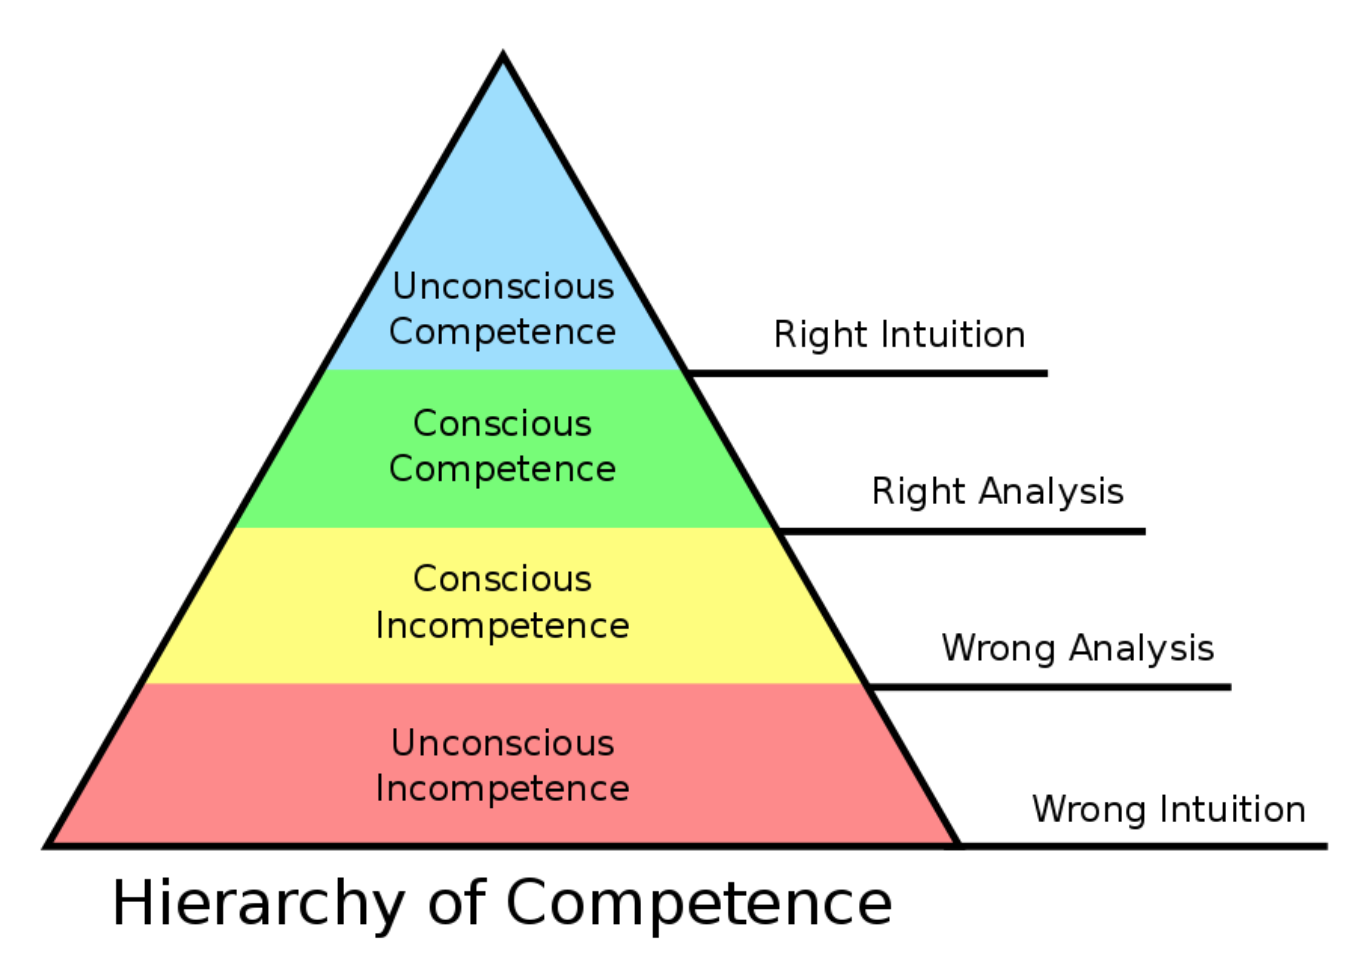 Unconscious
Competence
Right Intuition
Conscious
Competence
Right Analysis
Conscious
Incompetence
Wrong Analysis
Unconscious
Incompetence
Wrong Intuition
Hierarchy of Competence